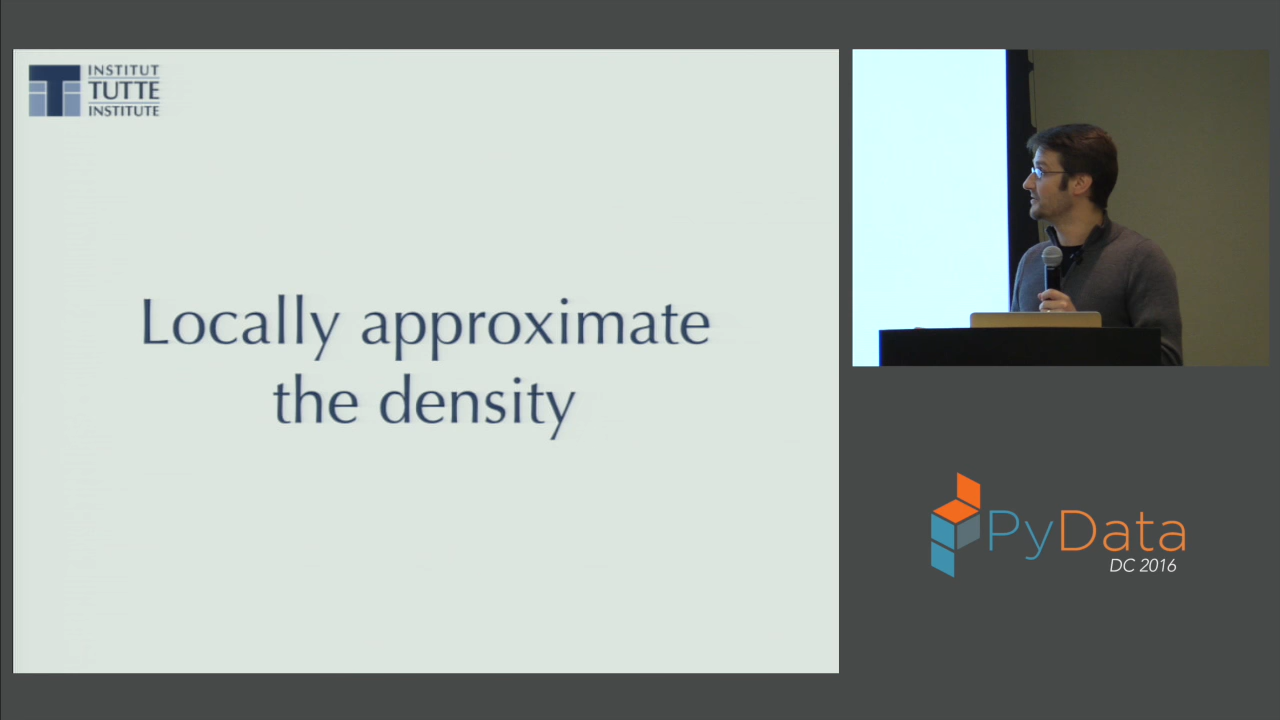 INSTITUT
TUTTE
INSTITUTE
Locally approximate
the density
PyData
DC 2016